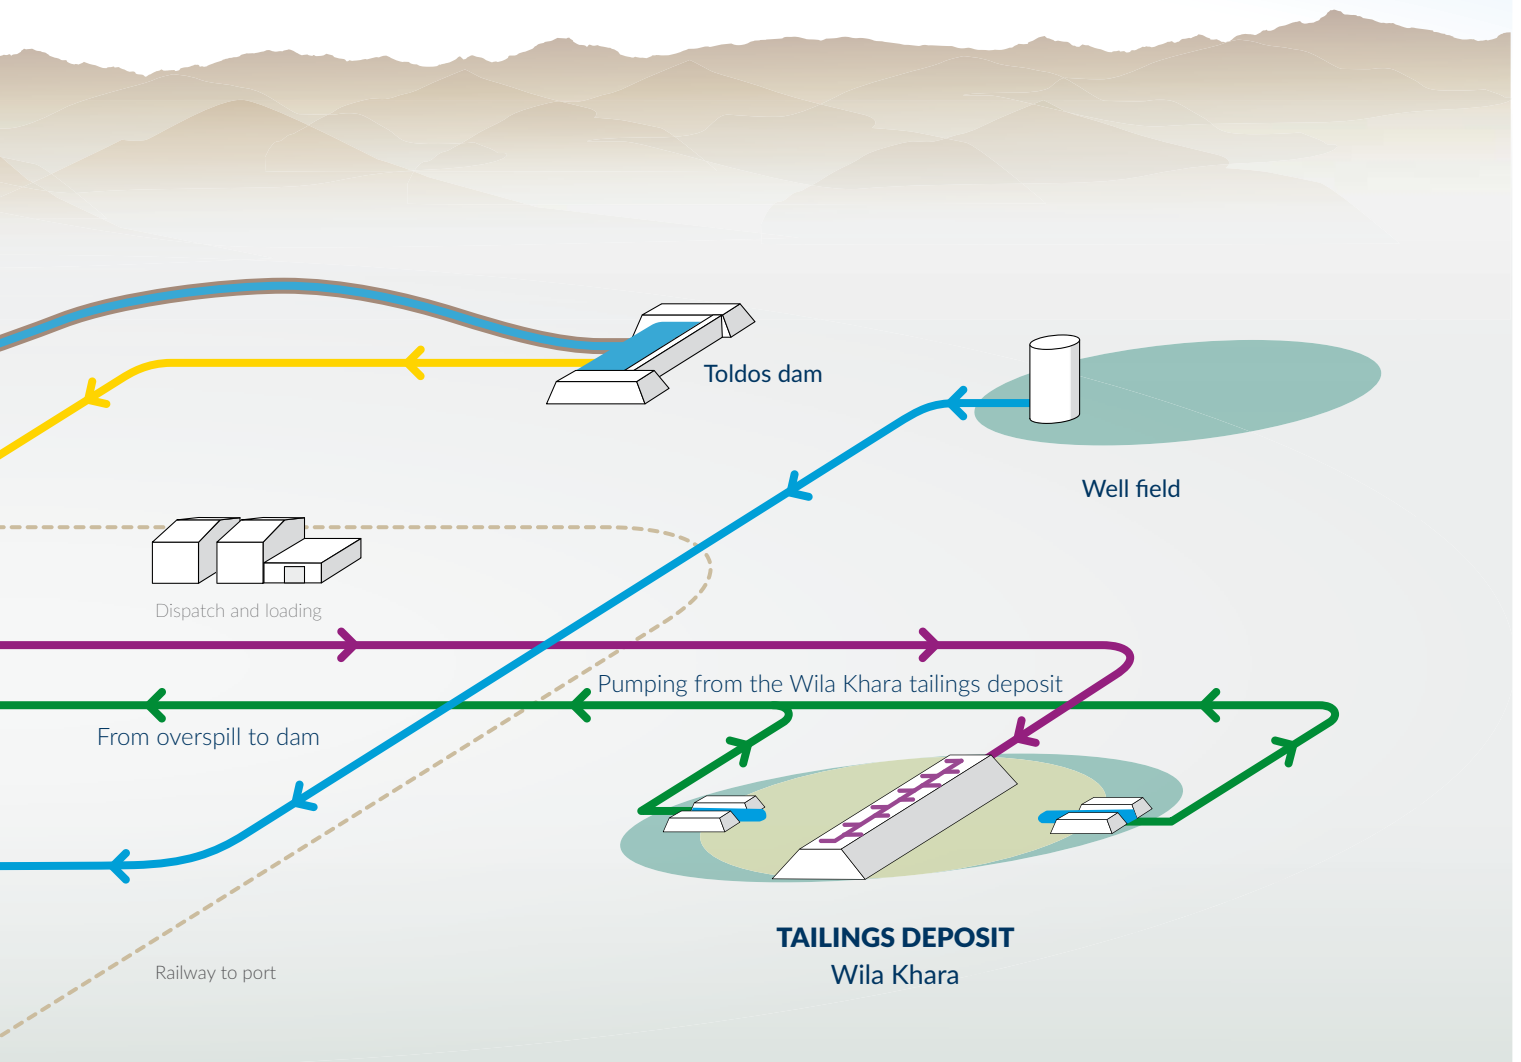 Toldos dam
Well field
Dispatch and loading
Pumping from the Wila Khara tailings deposit
From overspill to dam
TAILINGS DEPOSIT
Wila Khara
Railway to port